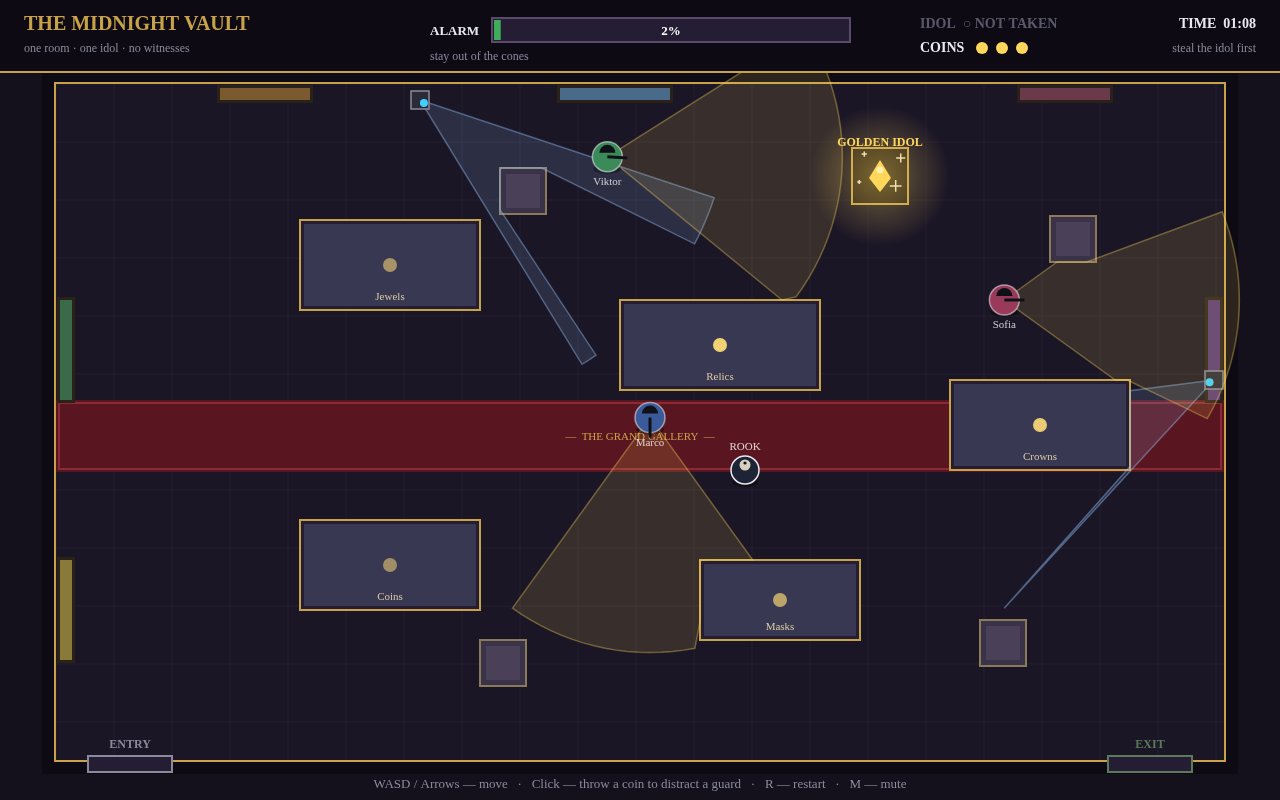 THE MIDNIGHT VAULT
one room · one idol · no witnesses
ALARM 2%
stay out of the cones
IDOL ○ NOT TAKEN
COINS
TIME 01:08
steal the idol first
GOLDEN IDOL
Viktor
Jewels
Sofia
Relics
— THE GRAND GALLERY —
Marco
ROOK
Crowns
Coins
Masks
ENTRY
EXIT
WASD / Arrows — move · Click — throw a coin to distract a guard · R — restart · M — mute